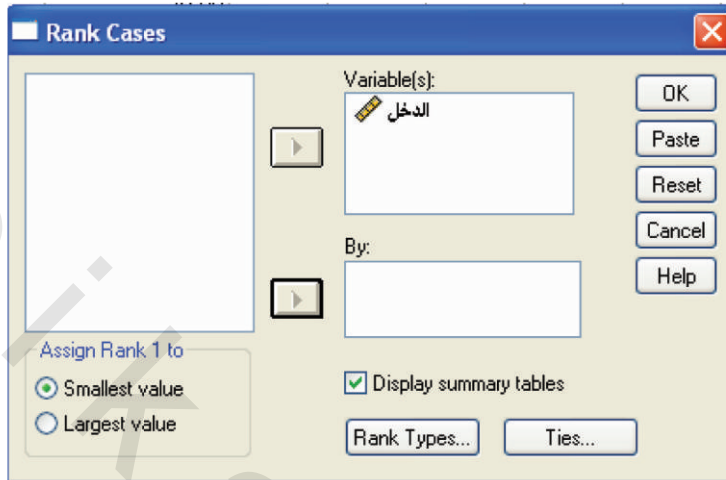 Rank Cases
Variable(s):
الدخل
By:
Assign Rank 1 to
Smallest value
Largest value
Display summary tables
Rank Types...
Ties...
OK
Paste
Reset
Cancel
Help